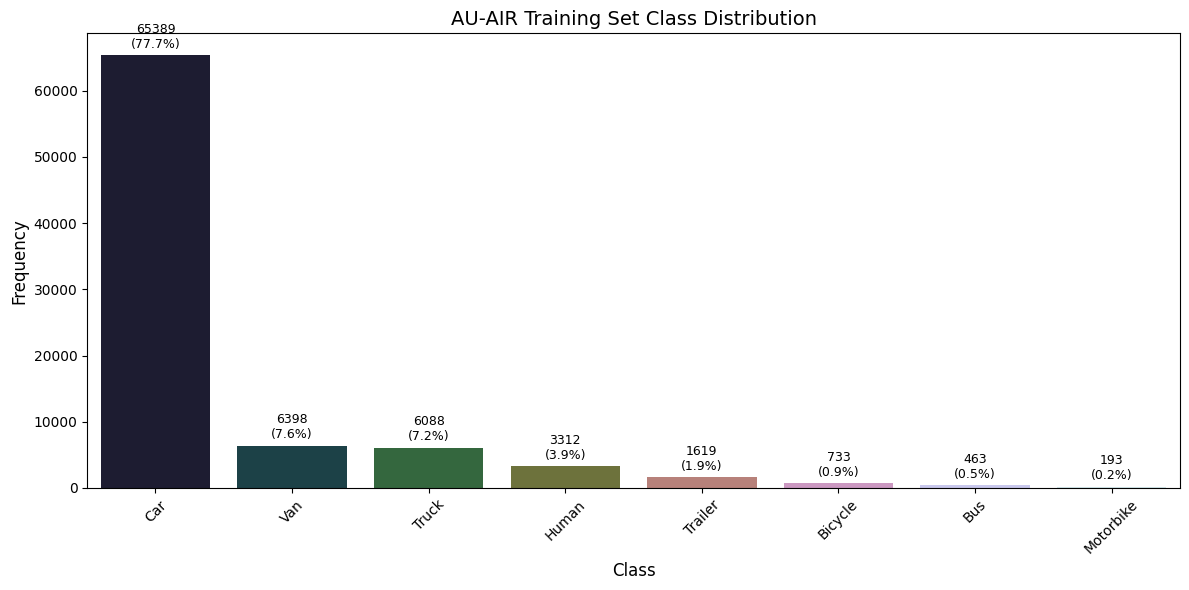 AU-AIR Training Set Class Distribution
65389
(77.7%)
6398
(7.6%)
6088
(7.2%)
3312
(3.9%)
1619
(1.9%)
733
(0.9%)
463
(0.5%)
193
(0.2%)
Frequency
60000
50000
40000
30000
20000
10000
0
Car
Van
Truck
Human
Trailer
Bicycle
Bus
Motorbike
Class